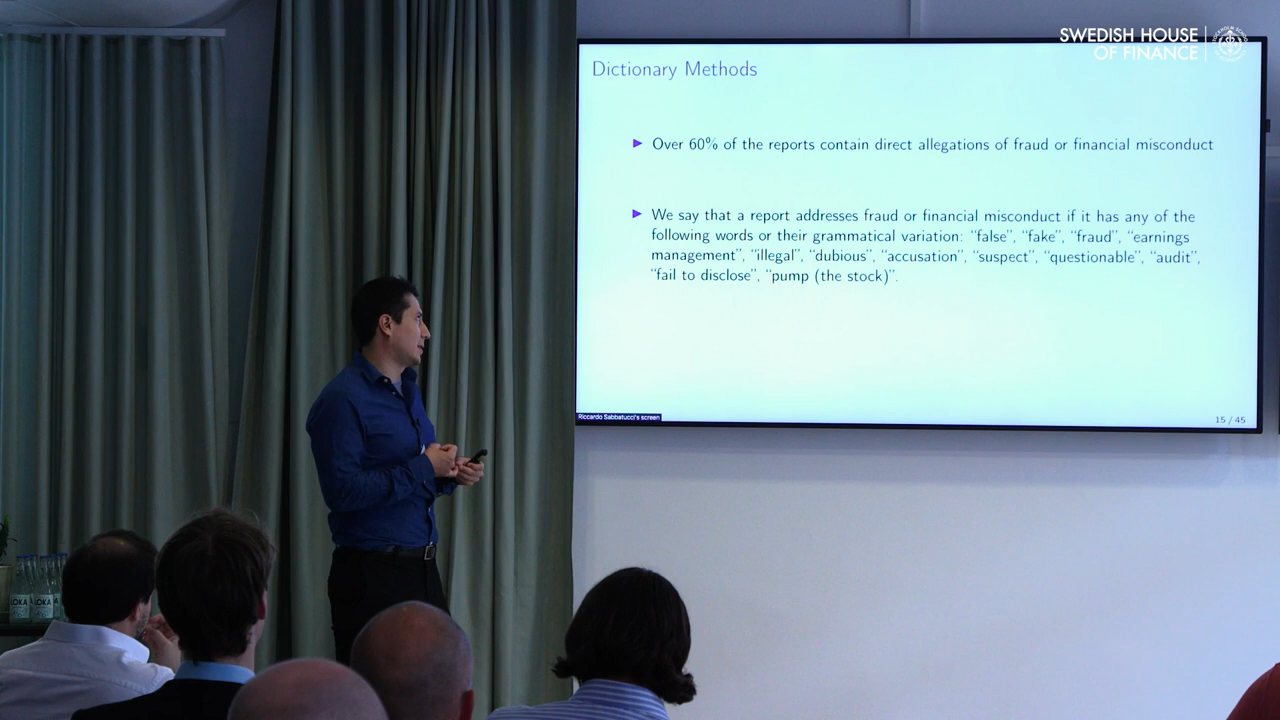 SWEDISH HOUSE
OF FINANCE
Dictionary Methods
Over 60% of the reports contain direct allegations of fraud or financial misconduct
We say that a report addresses fraud or financial misconduct if it has any of the
following words or their grammatical variation: “false”, “fake”, “fraud”, “earnings
management”, “illegal”, “dubious”, “accusation”, “suspect”, “questionable”, “audit”,
“fail to disclose”, “pump (the stock)”.
Riccardo Sabbatucci's screen
15 / 45
LOKA
LOKA